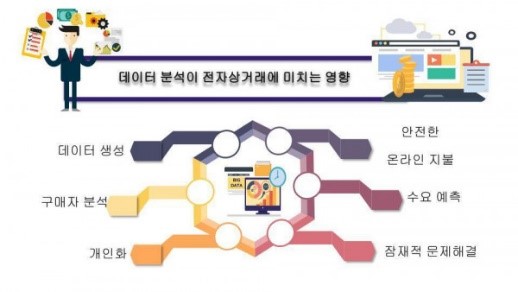 데이터 분석이 전자상거래에 미치는 영향
데이터 생성
안전한
온라인 지불
구매자 분석
BIG
DATA
수요 예측
개인화
잠재적 문제해결